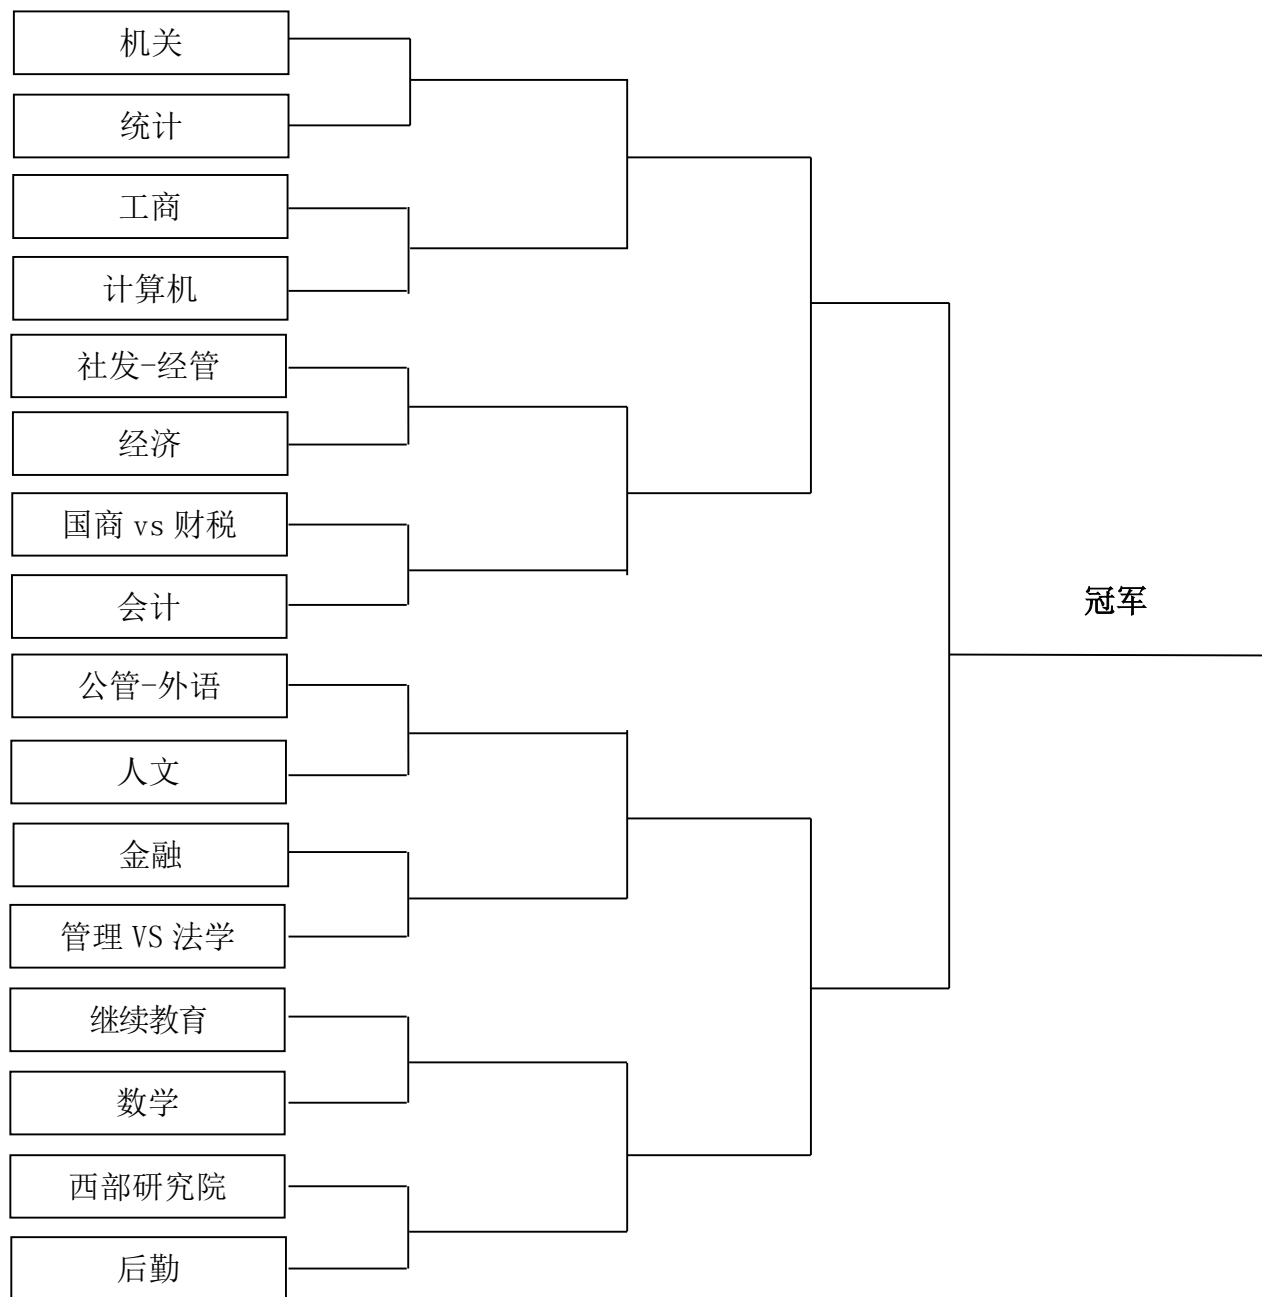 机关
统计
工商
计算机
社发-经管
经济
国商 vs 财税
会计
冠军
公管-外语
人文
金融
管理 VS 法学
继续教育
数学
西部研究院
后勤